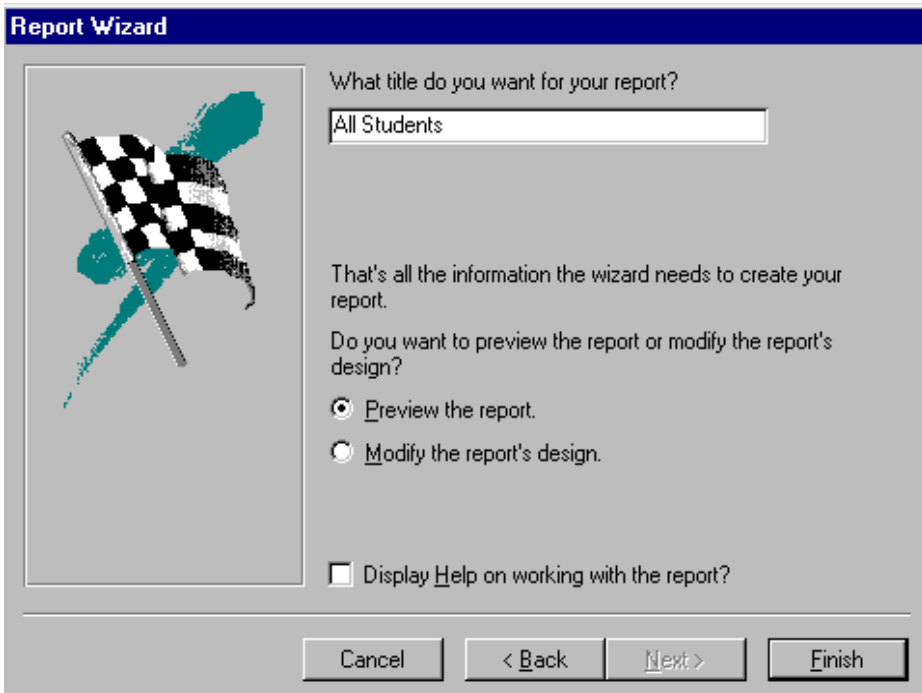 Report Wizard
What title do you want for your report?
All Students
That's all the information the wizard needs to create your
report.
Do you want to preview the report or modify the report's
design?
Preview the report.
Modify the report's design.
Display Help on working with the report?
Cancel
< Back
Next >
Finish